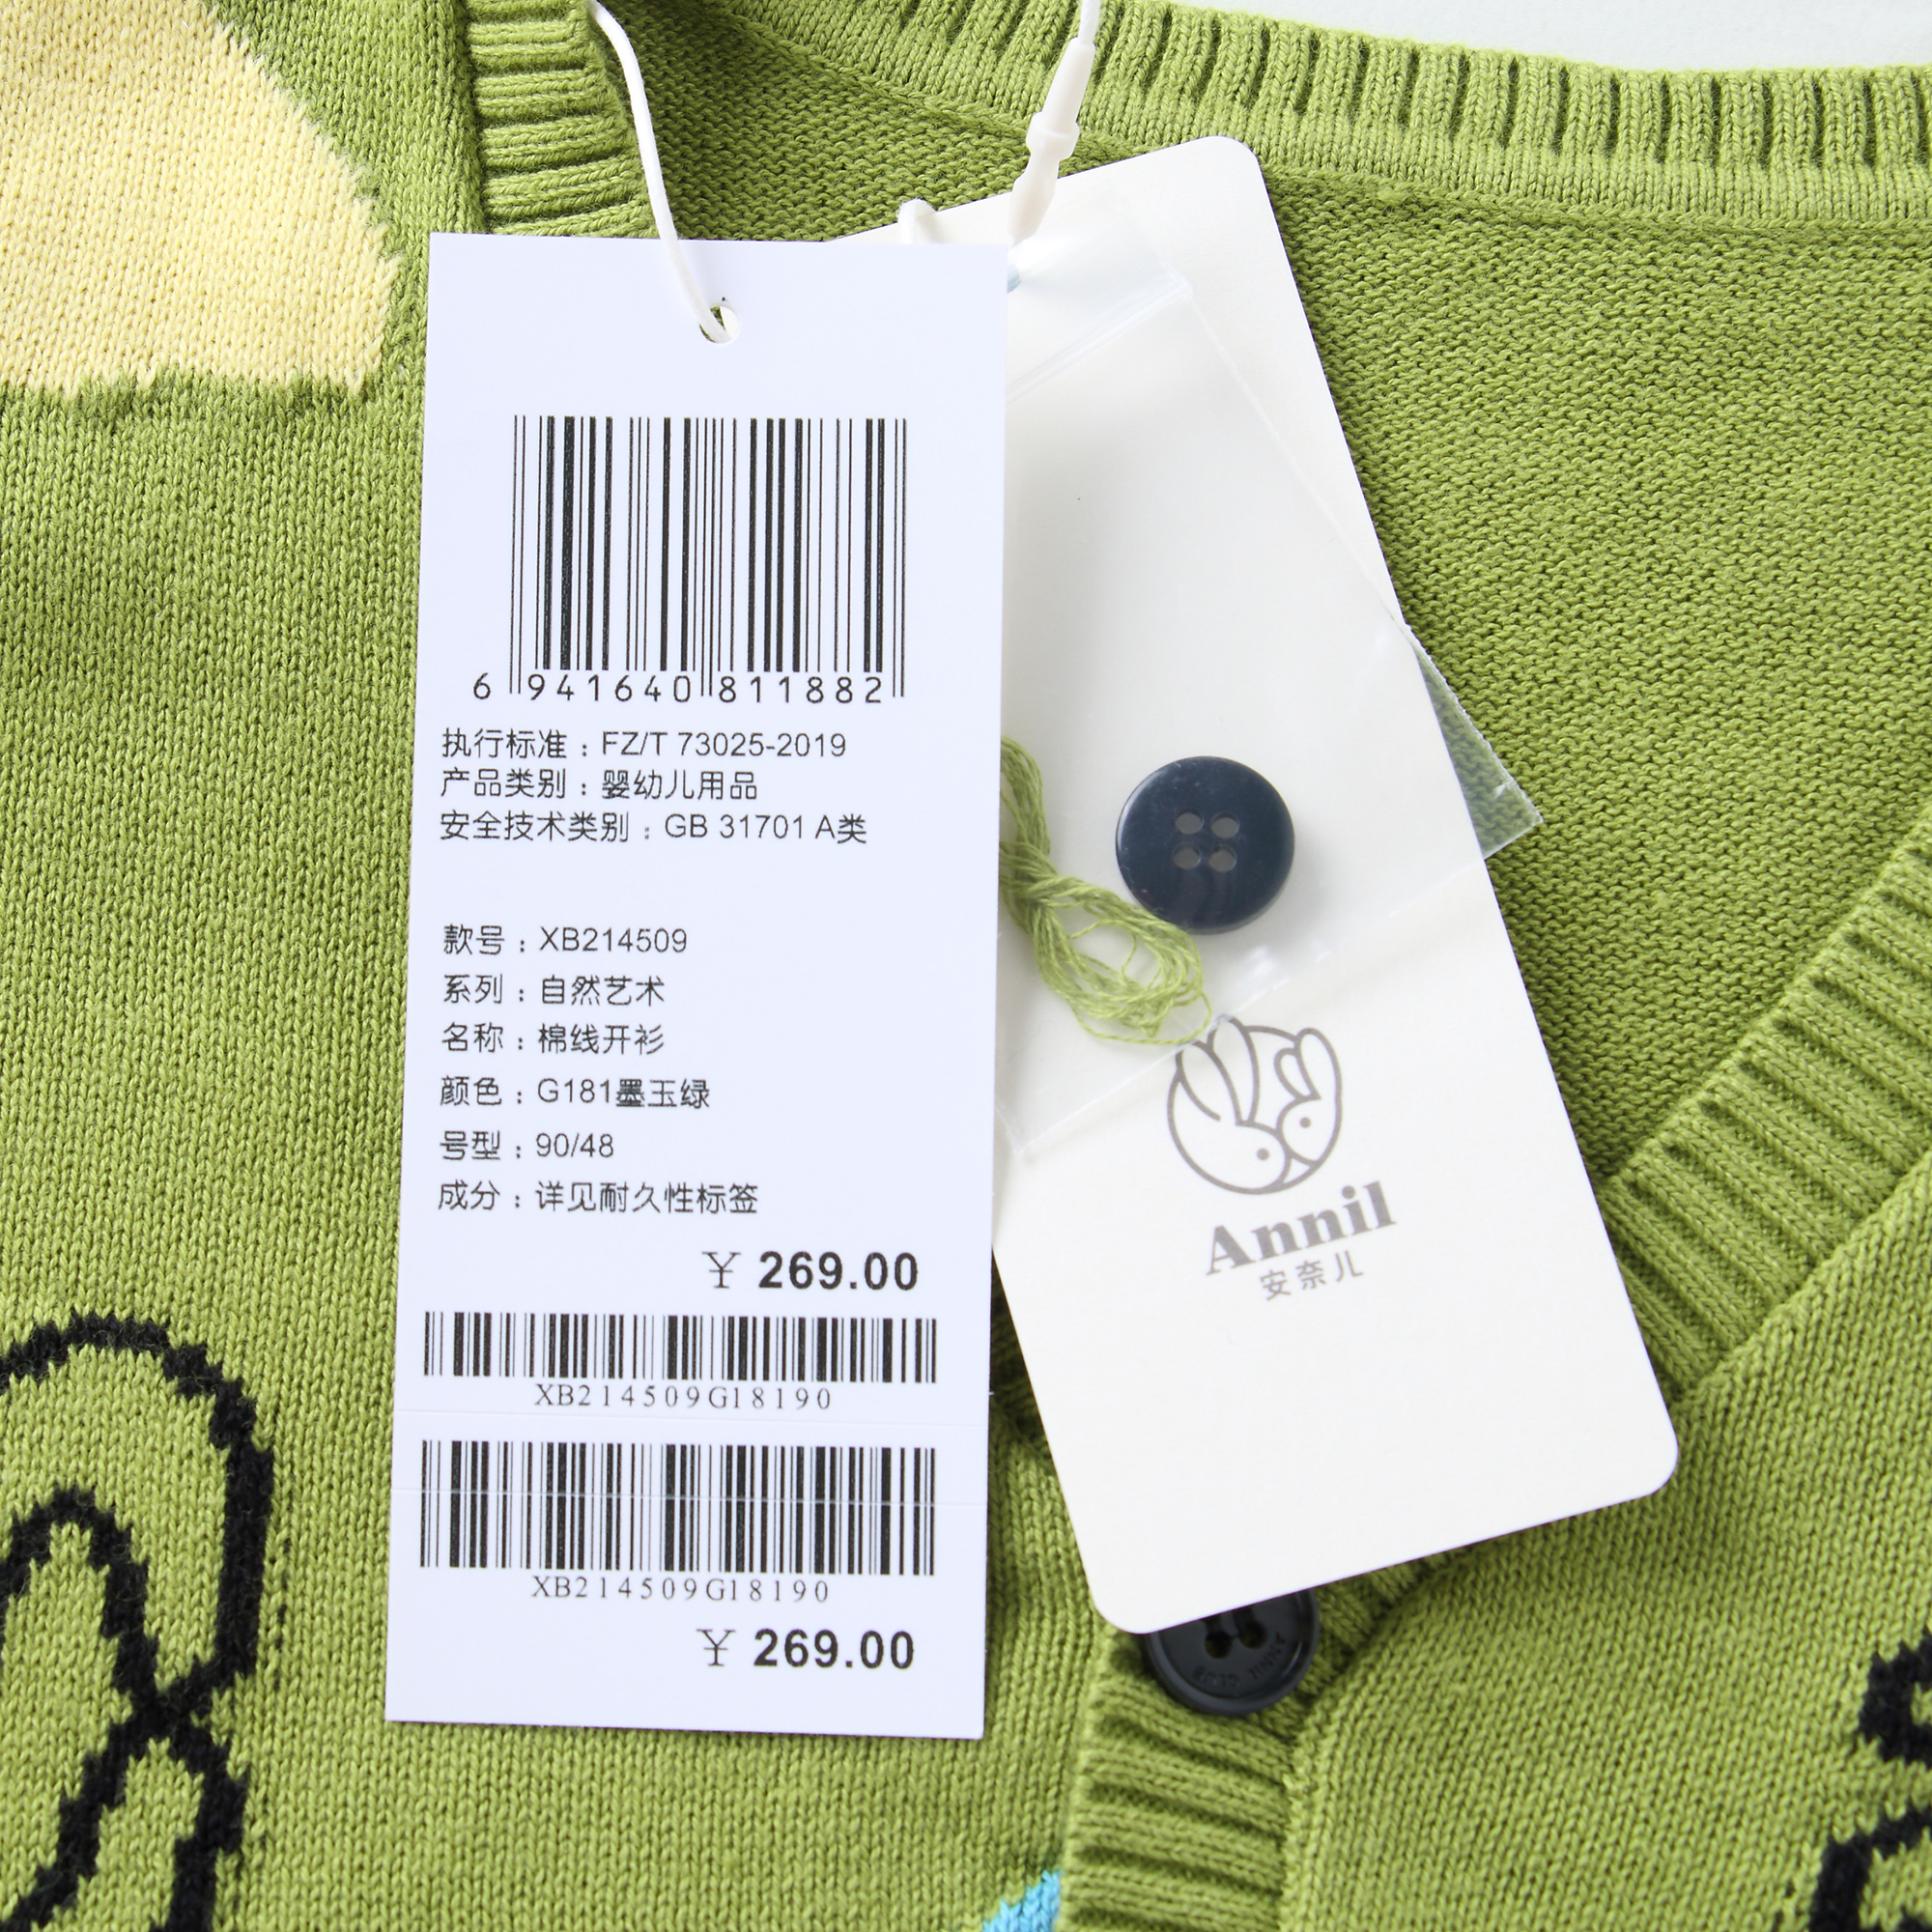 6 941640 811882
执行标准：FZ/T 73025-2019
产品类别：婴幼儿用品
安全技术类别：GB 31701 A类
款号：XB214509
系列：自然艺术
名称：棉线开衫
颜色：G181墨玉绿
号型：90/48
成分：详见耐久性标签
￥ 269.00
XB214509G18190
XB214509G18190
￥ 269.00
Annil
安奈儿